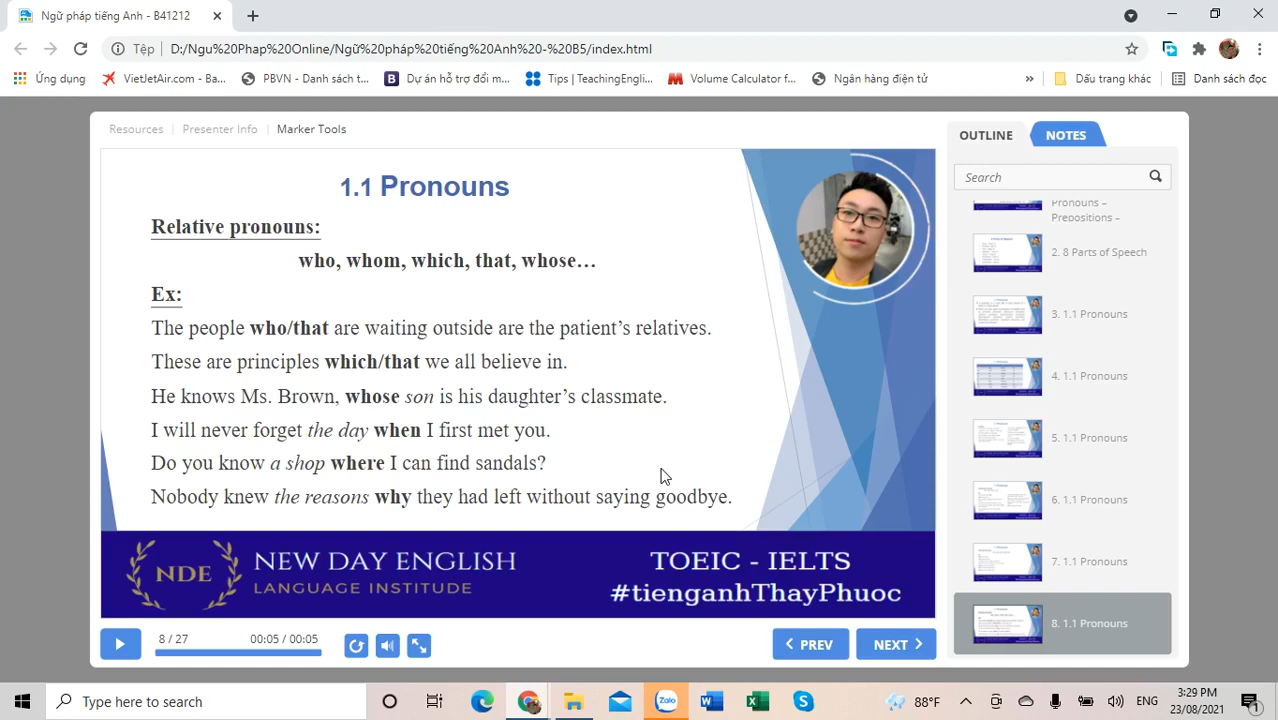 Ngữ pháp tiếng Anh - B41212
Tệp
D:/Ngu%20Phap%20Online/Ngữ%20pháp%20tiếng%20Anh%20-%20B5/index.html
Ứng dụng
VietJetAir.com - Ba...
PBVN - Danh sách t...
Dự án hỗ trợ đổi m...
Tips | TeachingEngli...
Volume Calculator f...
Ngân hàng điện tử
»
Dấu trang khác
Danh sách đọc
Resources
Presenter Info
Marker Tools
1.1 Pronouns
Relative pronouns:
who, whom, which, that, whose…
Ex:
The people who/that are waiting outside are the patient’s relatives.
These are principles which/that we all believe in.
He knows Ms. Brown, whose son is his daughter’s classmate.
I will never forget the day when I first met you.
Do you know a shop where I can find sandals?
Nobody knew the reasons why they had left without saying goodbye.
NDE
NEW DAY ENGLISH
LANGUAGE INSTITUTE
TOEIC - IELTS
#tienganhThayPhuoc
8 / 27
00:05 / 00:05
PREV
NEXT
OUTLINE
NOTES
Search
Pronouns –
Prepositions –
2. 8 Parts of Speech
3. 1.1 Pronouns
4. 1.1 Pronouns
5. 1.1 Pronouns
6. 1.1 Pronouns
7. 1.1 Pronouns
8. 1.1 Pronouns
Type here to search
Zalo
88°F
ENG
3:29 PM
23/08/2021
1